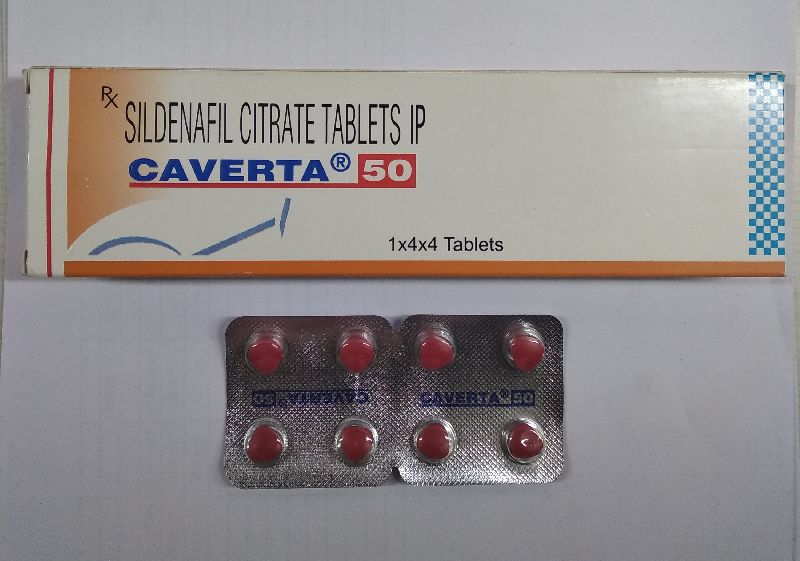 Rx SILDENAFIL CITRATE TABLETS IP
CAVERTA® 50
1x4x4 Tablets
CAVERTA® 50
CAVERTA® 50